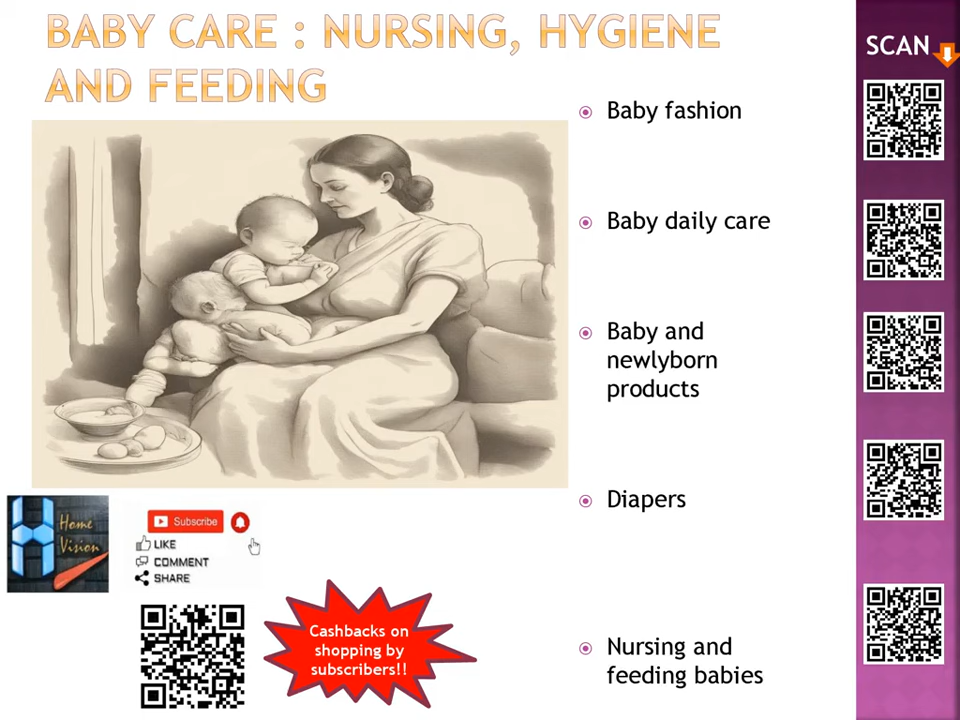 BABY CARE : NURSING, HYGIENE
AND FEEDING
SCAN
Baby fashion
Baby daily care
Baby and
newlyborn
products
Diapers
Nursing and
feeding babies
Home
Vision
Subscribe
LIKE
COMMENT
SHARE
Cashbacks on
shopping by
subscribers!!